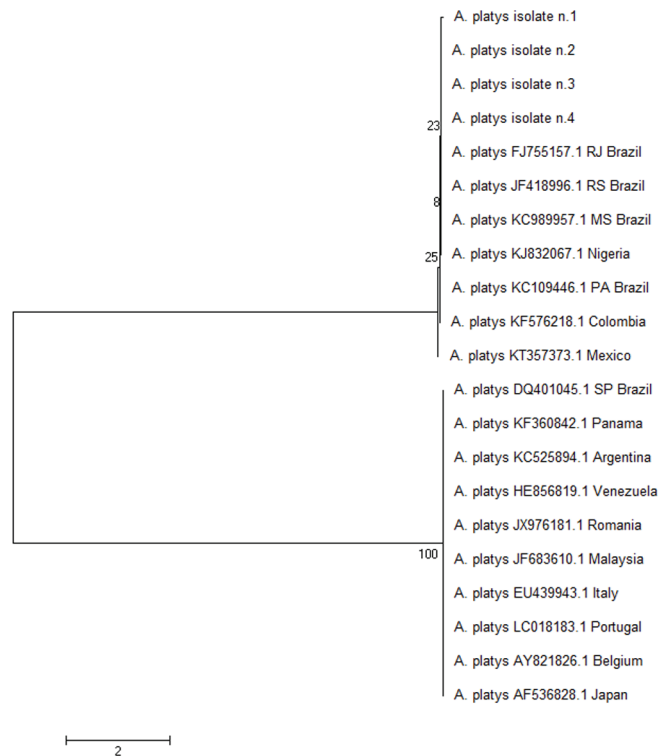 A. platys isolate n.1
A. platys isolate n.2
A. platys isolate n.3
A. platys isolate n.4
23
A. platys FJ755157.1 RJ Brazil
A. platys JF418996.1 RS Brazil
8
A. platys KC989957.1 MS Brazil
A. platys KJ832067.1 Nigeria
25
A. platys KC109446.1 PA Brazil
A. platys KF576218.1 Colombia
A. platys KT357373.1 Mexico
A. platys DQ401045.1 SP Brazil
A. platys KF360842.1 Panama
A. platys KC525894.1 Argentina
A. platys HE856819.1 Venezuela
A. platys JX976181.1 Romania
A. platys JF683610.1 Malaysia
100
A. platys EU439943.1 Italy
A. platys LC018183.1 Portugal
A. platys AY821826.1 Belgium
A. platys AF536828.1 Japan
2